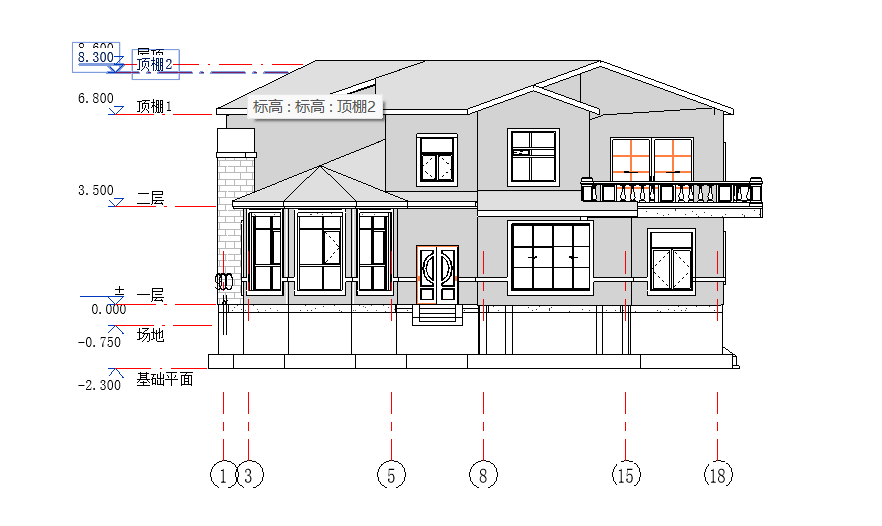 8.600 层顶
8.300 顶棚2
6.800 顶棚1
标高 : 标高 : 顶棚2
3.500 二层
± 一层
0.000
场地
-0.750
基础平面
-2.300
1 3 5 8 15 18